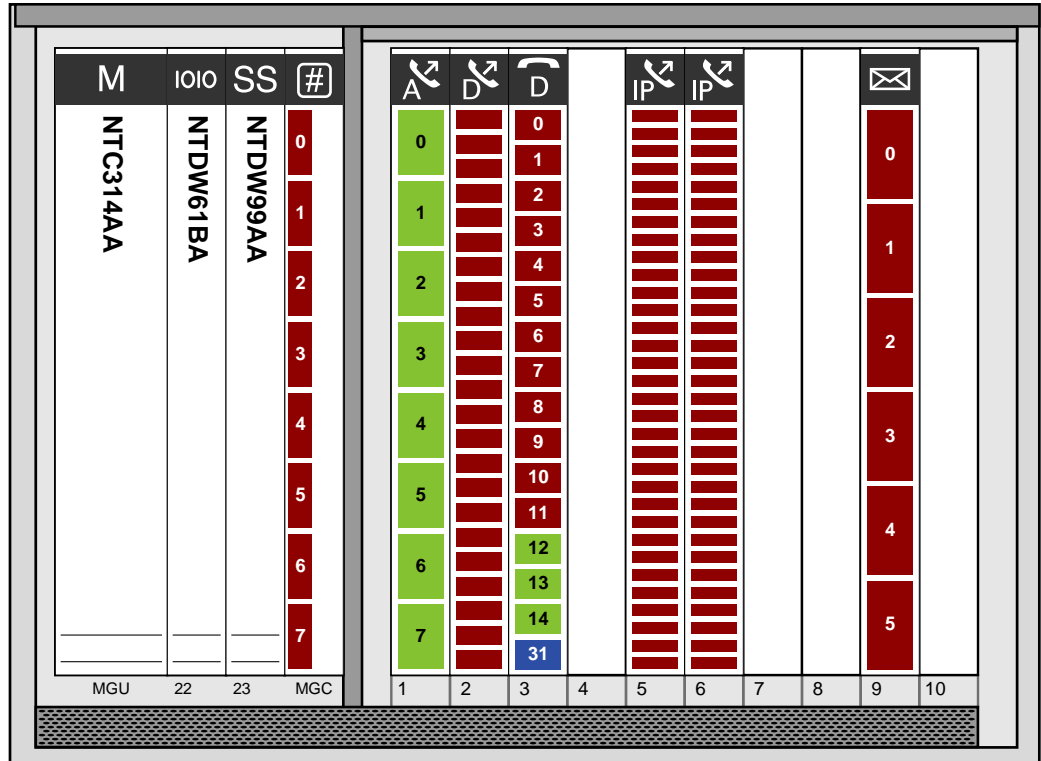 M IOIO SS # A D D IP IP
NTC314AA NTDW61BA NTDW99AA
0 1 2 3 4 5 6 7
0 1 2 3 4 5 6 7
0 1 2 3 4 5 6 7 8 9 10 11 12 13 14 31
0 1 2 3 4 5
MGU 22 23 MGC 1 2 3 4 5 6 7 8 9 10